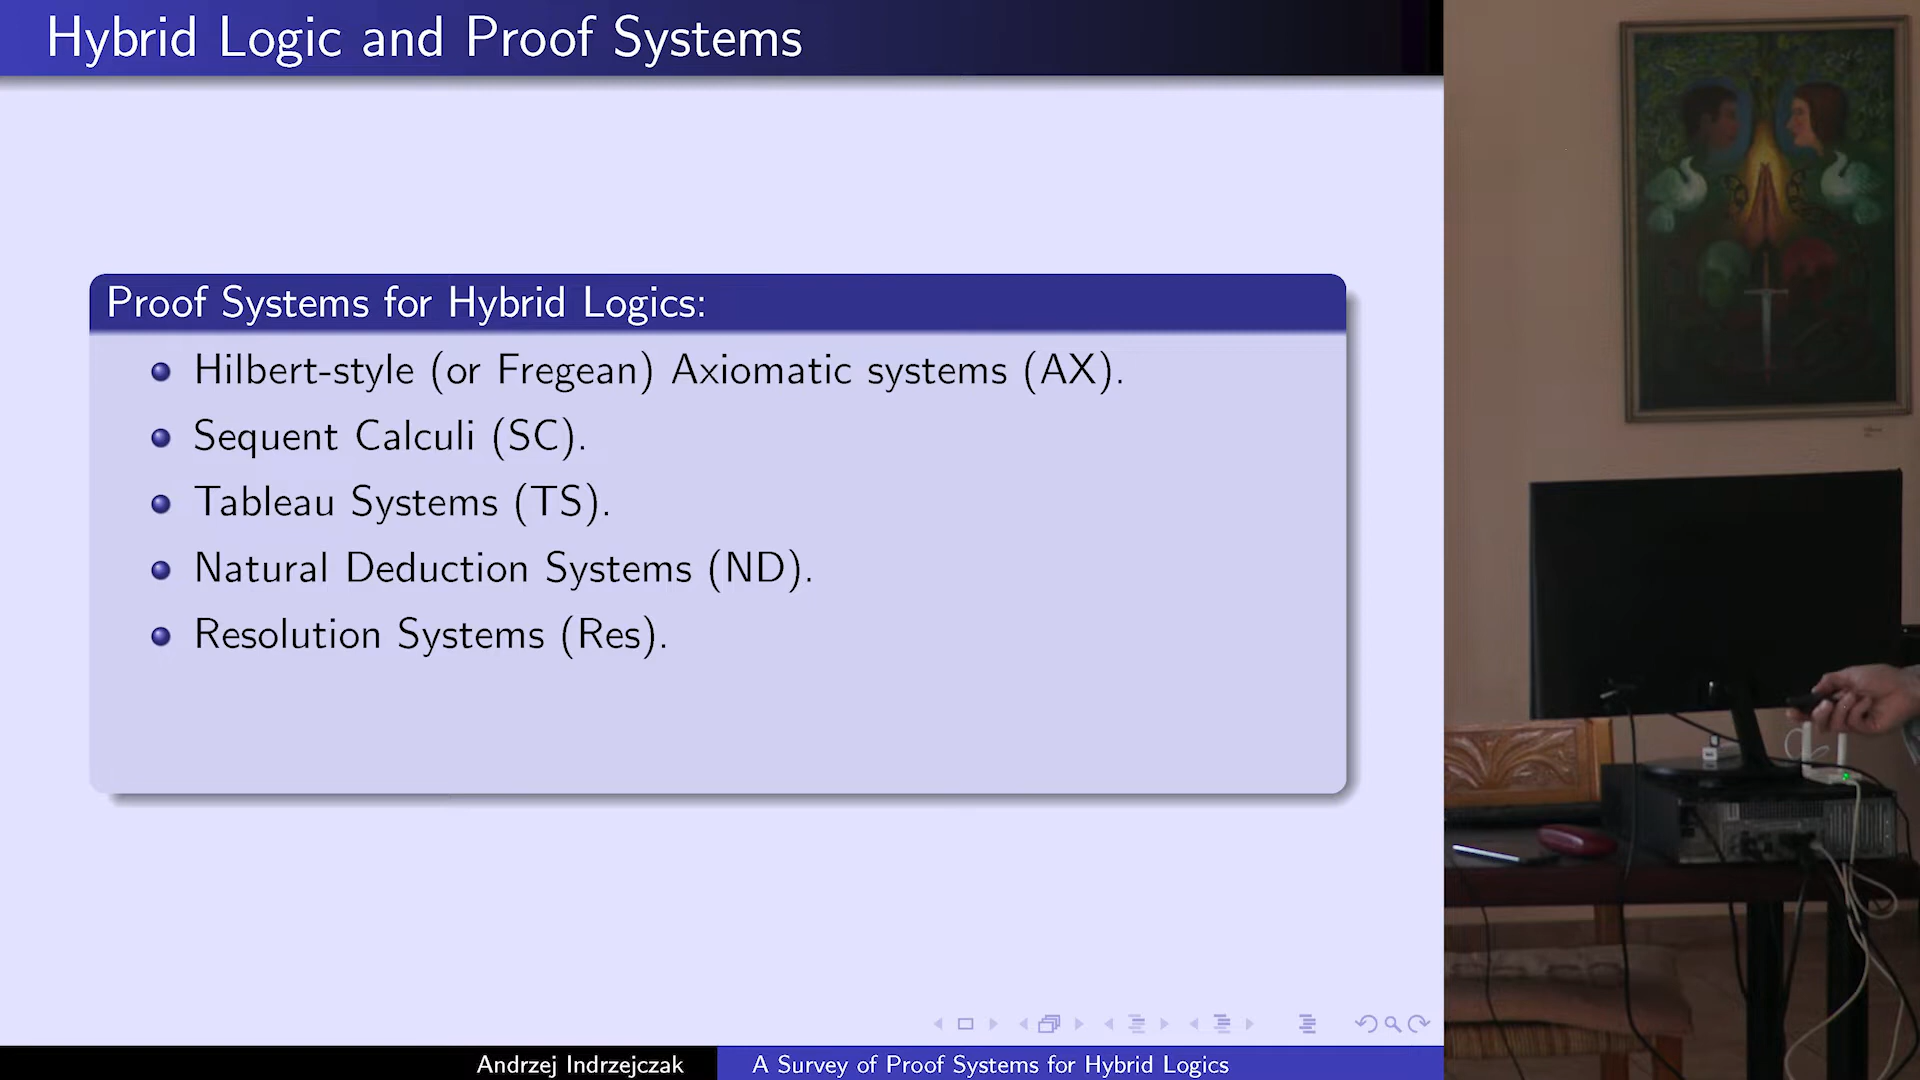 Hybrid Logic and Proof Systems
Proof Systems for Hybrid Logics:
Hilbert-style (or Fregean) Axiomatic systems (AX).
Sequent Calculi (SC).
Tableau Systems (TS).
Natural Deduction Systems (ND).
Resolution Systems (Res).
Andrzej Indrzejczak
A Survey of Proof Systems for Hybrid Logics